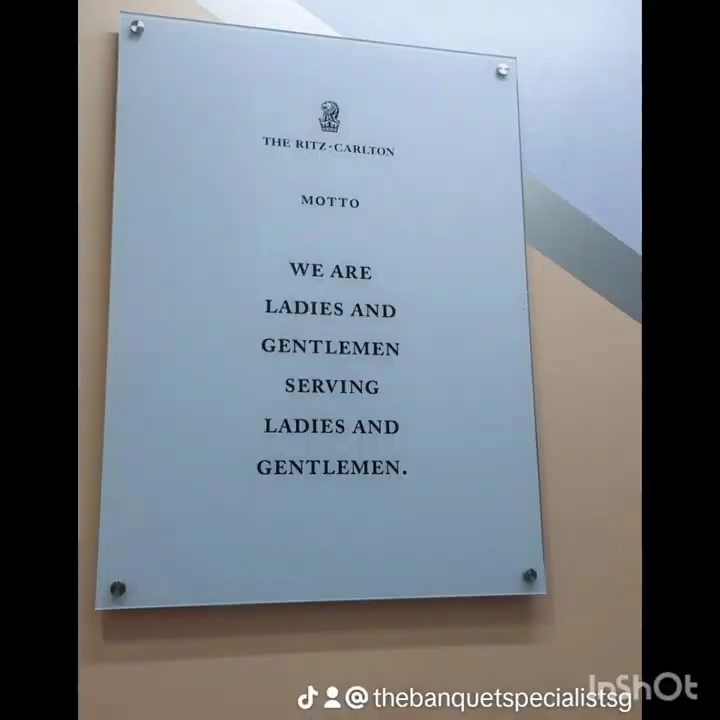 THE RITZ·CARLTON
MOTTO
WE ARE
LADIES AND
GENTLEMEN
SERVING
LADIES AND
GENTLEMEN.
InShOt
@thebanquetspecialistsg